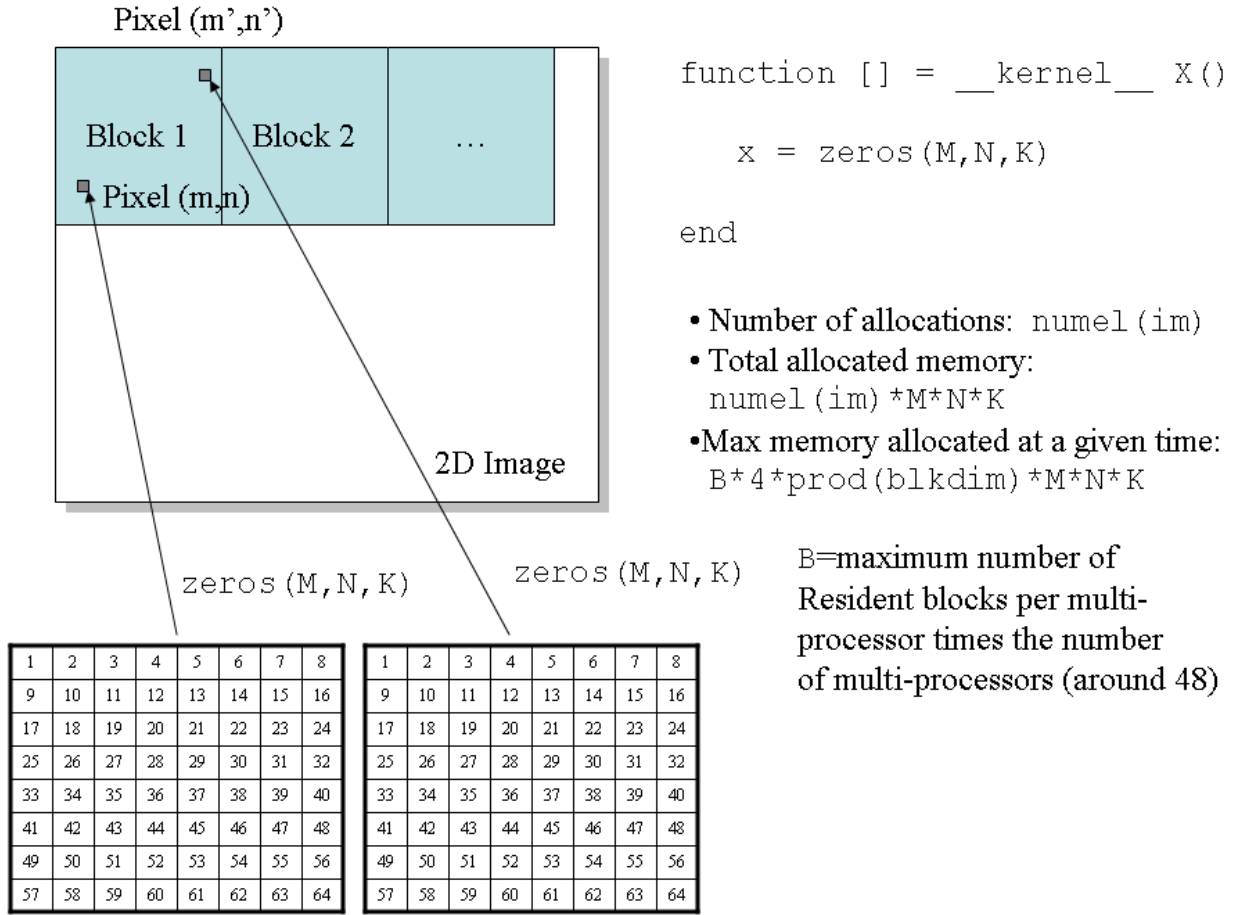 Pixel (m’,n’)
Block 1
Block 2
…
Pixel (m,n)
2D Image
function [] = __kernel__ X()
x = zeros(M,N,K)
end
• Number of allocations: numel(im)
• Total allocated memory:
numel(im)*M*N*K
•Max memory allocated at a given time:
B*4*prod(blkdim)*M*N*K
B=maximum number of
Resident blocks per multi-
processor times the number
of multi-processors (around 48)
zeros(M,N,K)
zeros(M,N,K)
1 2 3 4 5 6 7 8
9 10 11 12 13 14 15 16
17 18 19 20 21 22 23 24
25 26 27 28 29 30 31 32
33 34 35 36 37 38 39 40
41 42 43 44 45 46 47 48
49 50 51 52 53 54 55 56
57 58 59 60 61 62 63 64
1 2 3 4 5 6 7 8
9 10 11 12 13 14 15 16
17 18 19 20 21 22 23 24
25 26 27 28 29 30 31 32
33 34 35 36 37 38 39 40
41 42 43 44 45 46 47 48
49 50 51 52 53 54 55 56
57 58 59 60 61 62 63 64